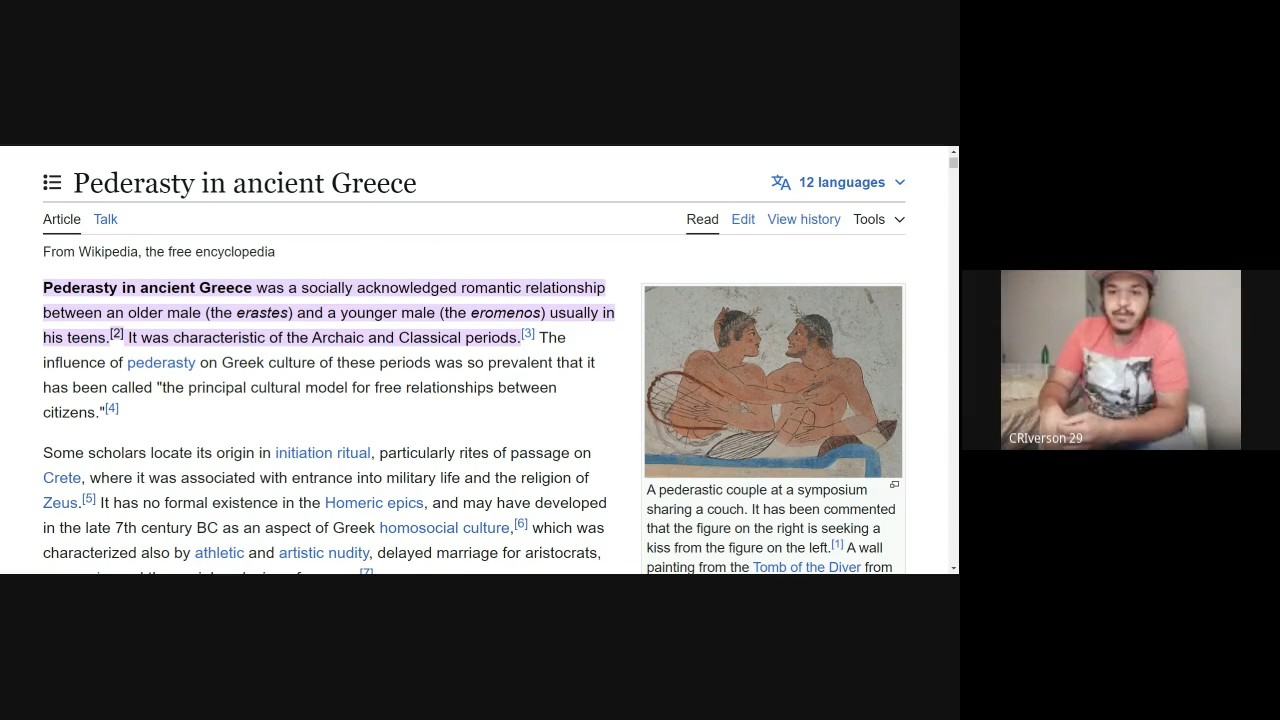 Pederasty in ancient Greece
12 languages
Article Talk
Read Edit View history Tools
From Wikipedia, the free encyclopedia
Pederasty in ancient Greece was a socially acknowledged romantic relationship
between an older male (the erastes) and a younger male (the eromenos) usually in
his teens.[2] It was characteristic of the Archaic and Classical periods.[3] The
influence of pederasty on Greek culture of these periods was so prevalent that it
has been called "the principal cultural model for free relationships between
citizens."[4]
Some scholars locate its origin in initiation ritual, particularly rites of passage on
Crete, where it was associated with entrance into military life and the religion of
Zeus.[5] It has no formal existence in the Homeric epics, and may have developed
in the late 7th century BC as an aspect of Greek homosocial culture,[6] which was
characterized also by athletic and artistic nudity, delayed marriage for aristocrats,
[7]
A pederastic couple at a symposium
sharing a couch. It has been commented
that the figure on the right is seeking a
kiss from the figure on the left.[1] A wall
painting from the Tomb of the Diver from
CRIverson 29